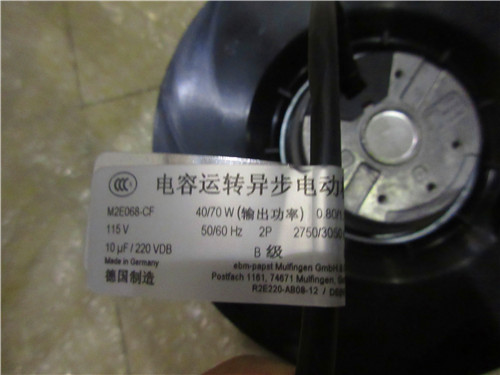 CCC 电容运转异步电动
M2E068-CF 40/70 W (输出功率)
115 V 50/60 Hz 2P 2750/
10 µF / 220 VDB B 级
Made in Germany ebm-papst Mulfingen GmbH
德国制造 Postfach 1161, 74671 Mulfingen,
R2E220-AB08-12 /